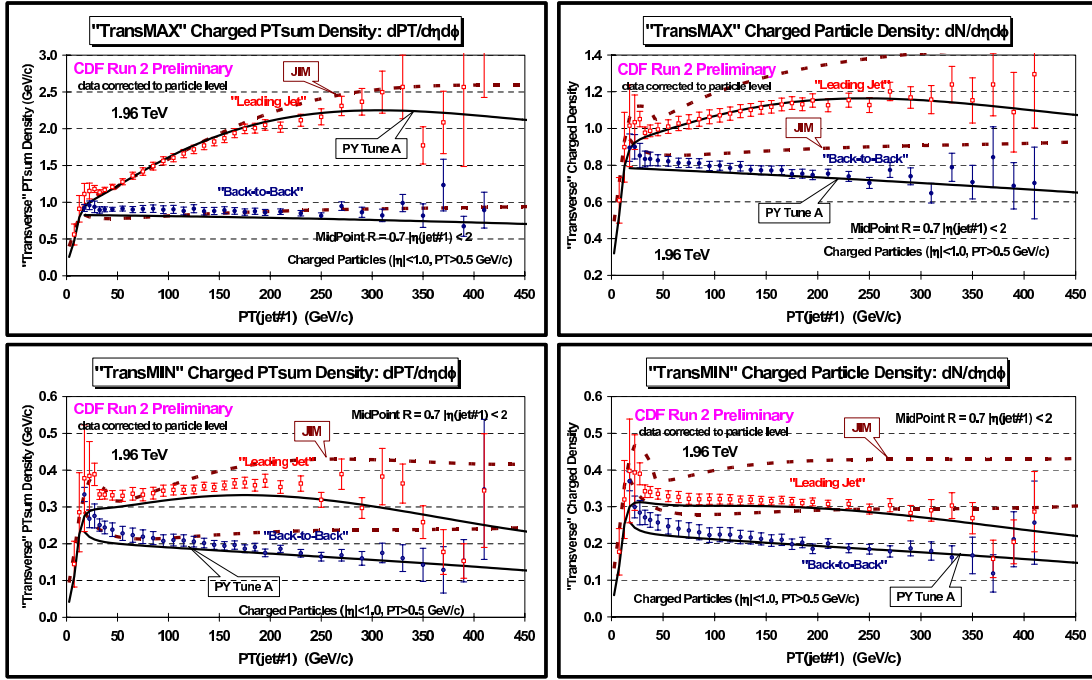 "TransMAX" Charged PTsum Density: dPT/dηdϕ
3.0
2.5
2.0
1.5
1.0
0.5
0.0
"Transverse" PTsum Density (GeV/c)
CDF Run 2 Preliminary
data corrected to particle level
1.96 TeV
JIM
"Leading Jet"
PY Tune A
"Back-to-Back"
MidPoint R = 0.7 |η(jet#1) < 2
Charged Particles (|η|<1.0, PT>0.5 GeV/c)
0 50 100 150 200 250 300 350 400 450
PT(jet#1) (GeV/c)
"TransMAX" Charged Particle Density: dN/dηdϕ
1.4
1.2
1.0
0.8
0.6
0.4
0.2
"Transverse" Charged Density
CDF Run 2 Preliminary
data corrected to particle level
"Leading Jet"
JIM
"Back-to-Back"
PY Tune A
MidPoint R = 0.7 |η(jet#1) < 2
1.96 TeV
Charged Particles (|η|<1.0, PT>0.5 GeV/c)
0 50 100 150 200 250 300 350 400 450
PT(jet#1) (GeV/c)
"TransMIN" Charged PTsum Density: dPT/dηdϕ
0.6
0.5
0.4
0.3
0.2
0.1
0.0
"Transverse" PTsum Density (GeV/c)
CDF Run 2 Preliminary
data corrected to particle level
MidPoint R = 0.7 |η(jet#1) < 2
JIM
1.96 TeV
"Leading Jet"
"Back-to-Back"
PY Tune A
Charged Particles (|η|<1.0, PT>0.5 GeV/c)
0 50 100 150 200 250 300 350 400 450
PT(jet#1) (GeV/c)
"TransMIN" Charged Particle Density: dN/dηdϕ
0.6
0.5
0.4
0.3
0.2
0.1
0.0
"Transverse" Charged Density
CDF Run 2 Preliminary
data corrected to particle level
MidPoint R = 0.7 |η(jet#1) < 2
JIM
1.96 TeV
"Leading Jet"
"Back-to-Back"
PY Tune A
Charged Particles (|η|<1.0, PT>0.5 GeV/c)
0 50 100 150 200 250 300 350 400 450
PT(jet#1) (GeV/c)